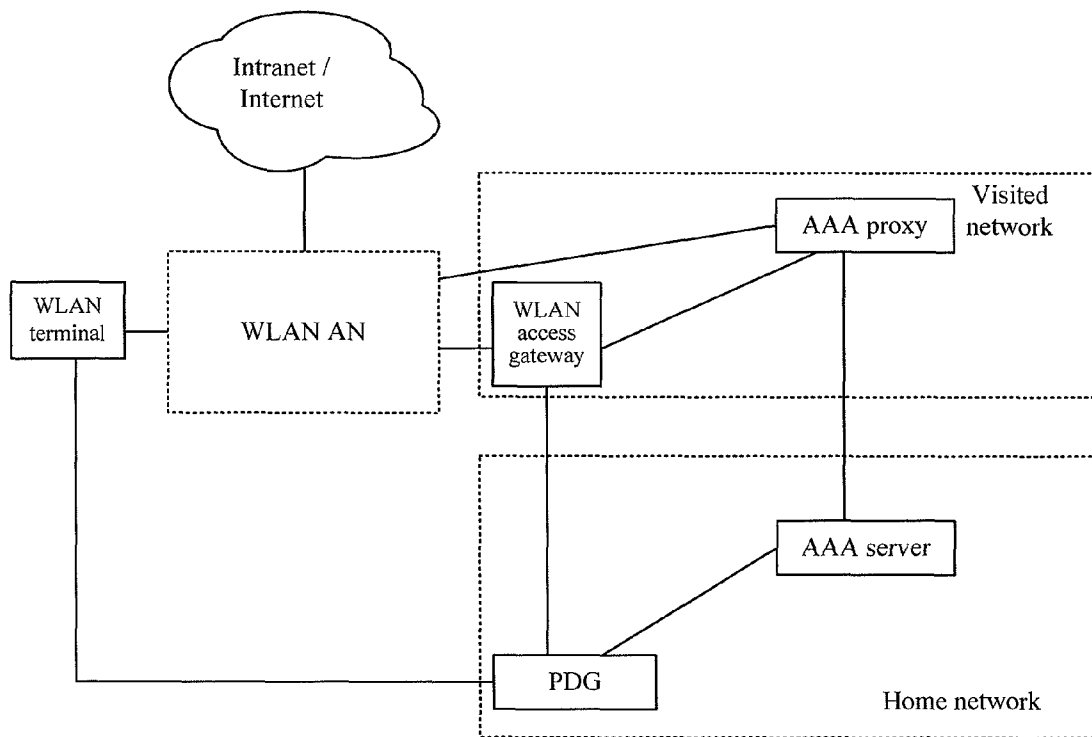 Intranet /
Internet
Visited
network
AAA proxy
WLAN
terminal
WLAN AN
WLAN
access
gateway
AAA server
PDG
Home network